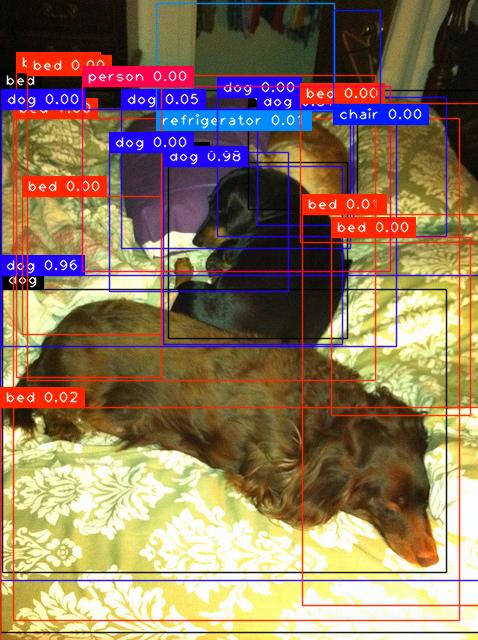 bed 0.00
bed
person 0.00
dog 0.00
bed 0.00
dog 0.00
dog 0.05
dog
refrigerator 0.01
chair 0.00
dog 0.00
dog 0.98
bed 0.00
bed 0.01
bed 0.00
dog 0.96
dog
bed 0.02